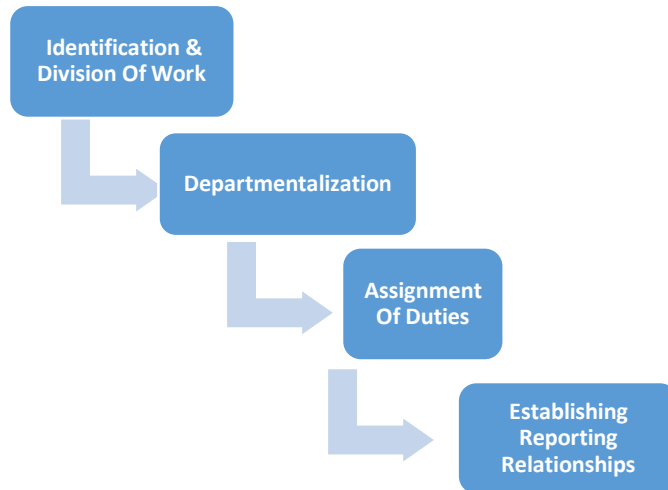 Identification &
Division Of Work
Departmentalization
Assignment
Of Duties
Establishing
Reporting
Relationships